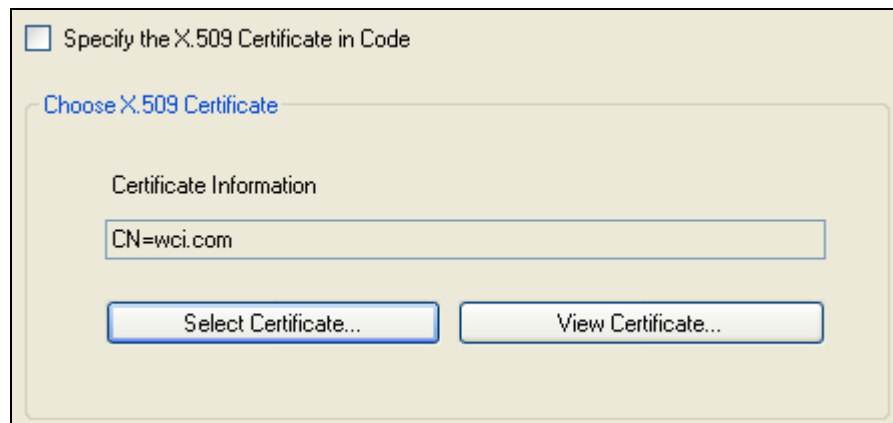 Specify the X.509 Certificate in Code
Choose X.509 Certificate
Certificate Information
CN=wci.com
Select Certificate...
View Certificate...